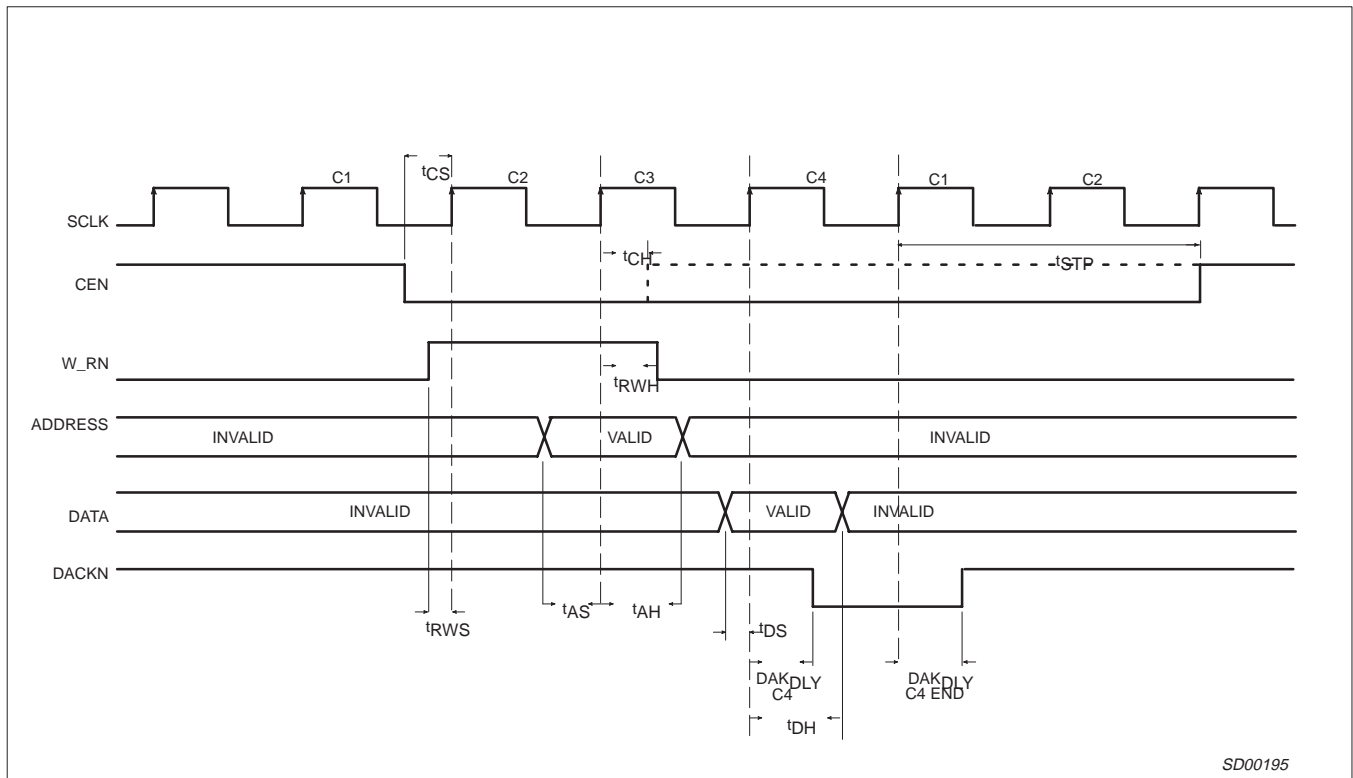 tCS
C1
C2
C3
C4
C1
C2
SCLK
tCH
tSTP
CEN
W_RN
tRWH
ADDRESS
INVALID
VALID
INVALID
DATA
INVALID
VALID
INVALID
DACKN
tRWS
tAS
tAH
tDS
DAKDLY
C4
DAKDLY
C4 END
tDH
SD00195